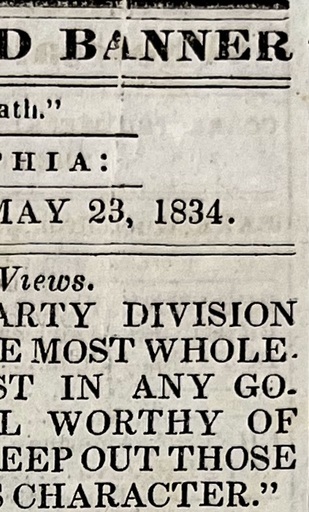 D BANNER
ath."
PHIA:
MAY 23, 1834.
Views.
ARTY DIVISION
E MOST WHOLE-
ST IN ANY GO-
L WORTHY OF
EEP OUT THOSE
S CHARACTER."